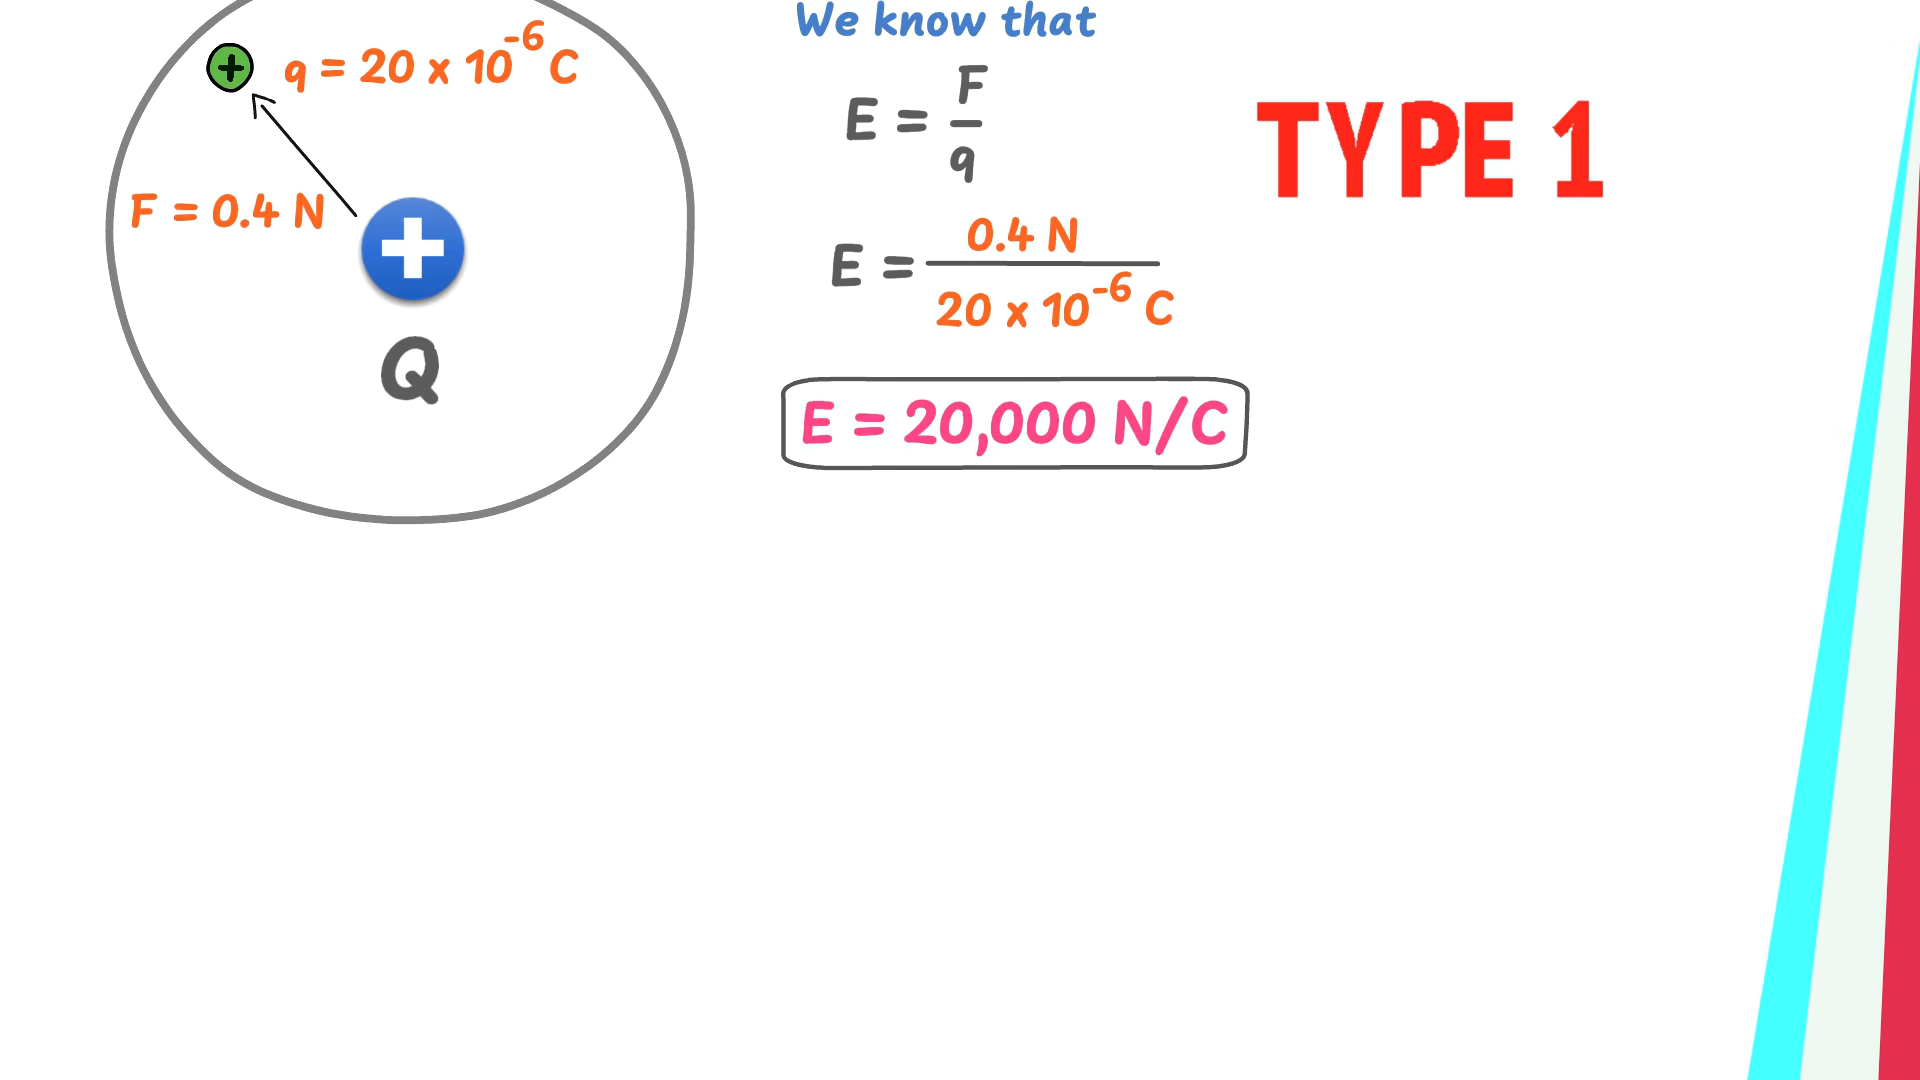 q = 20 x 10⁻⁶ C
F = 0.4 N
+
Q
We know that
E = F/q
E = 0.4 N / 20 x 10⁻⁶ C
E = 20,000 N/C
TYPE 1